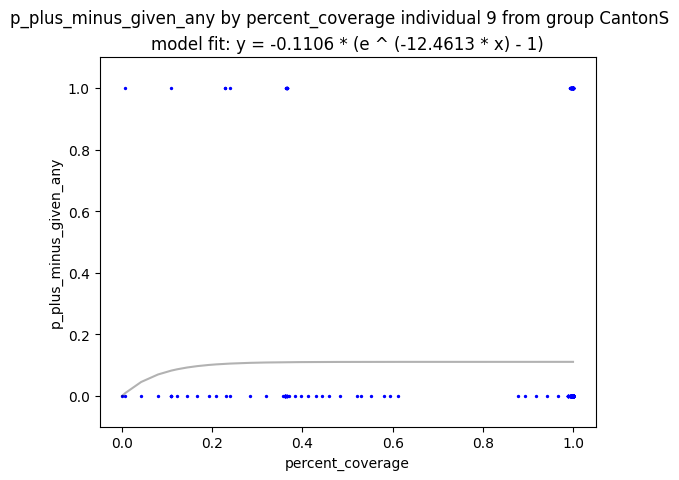 p_plus_minus_given_any by percent_coverage individual 9 from group CantonS
model fit: y = -0.1106 * (e ^ (-12.4613 * x) - 1)
1.0
0.8
0.6
0.4
0.2
0.0
p_plus_minus_given_any
0.0 0.2 0.4 0.6 0.8 1.0
percent_coverage